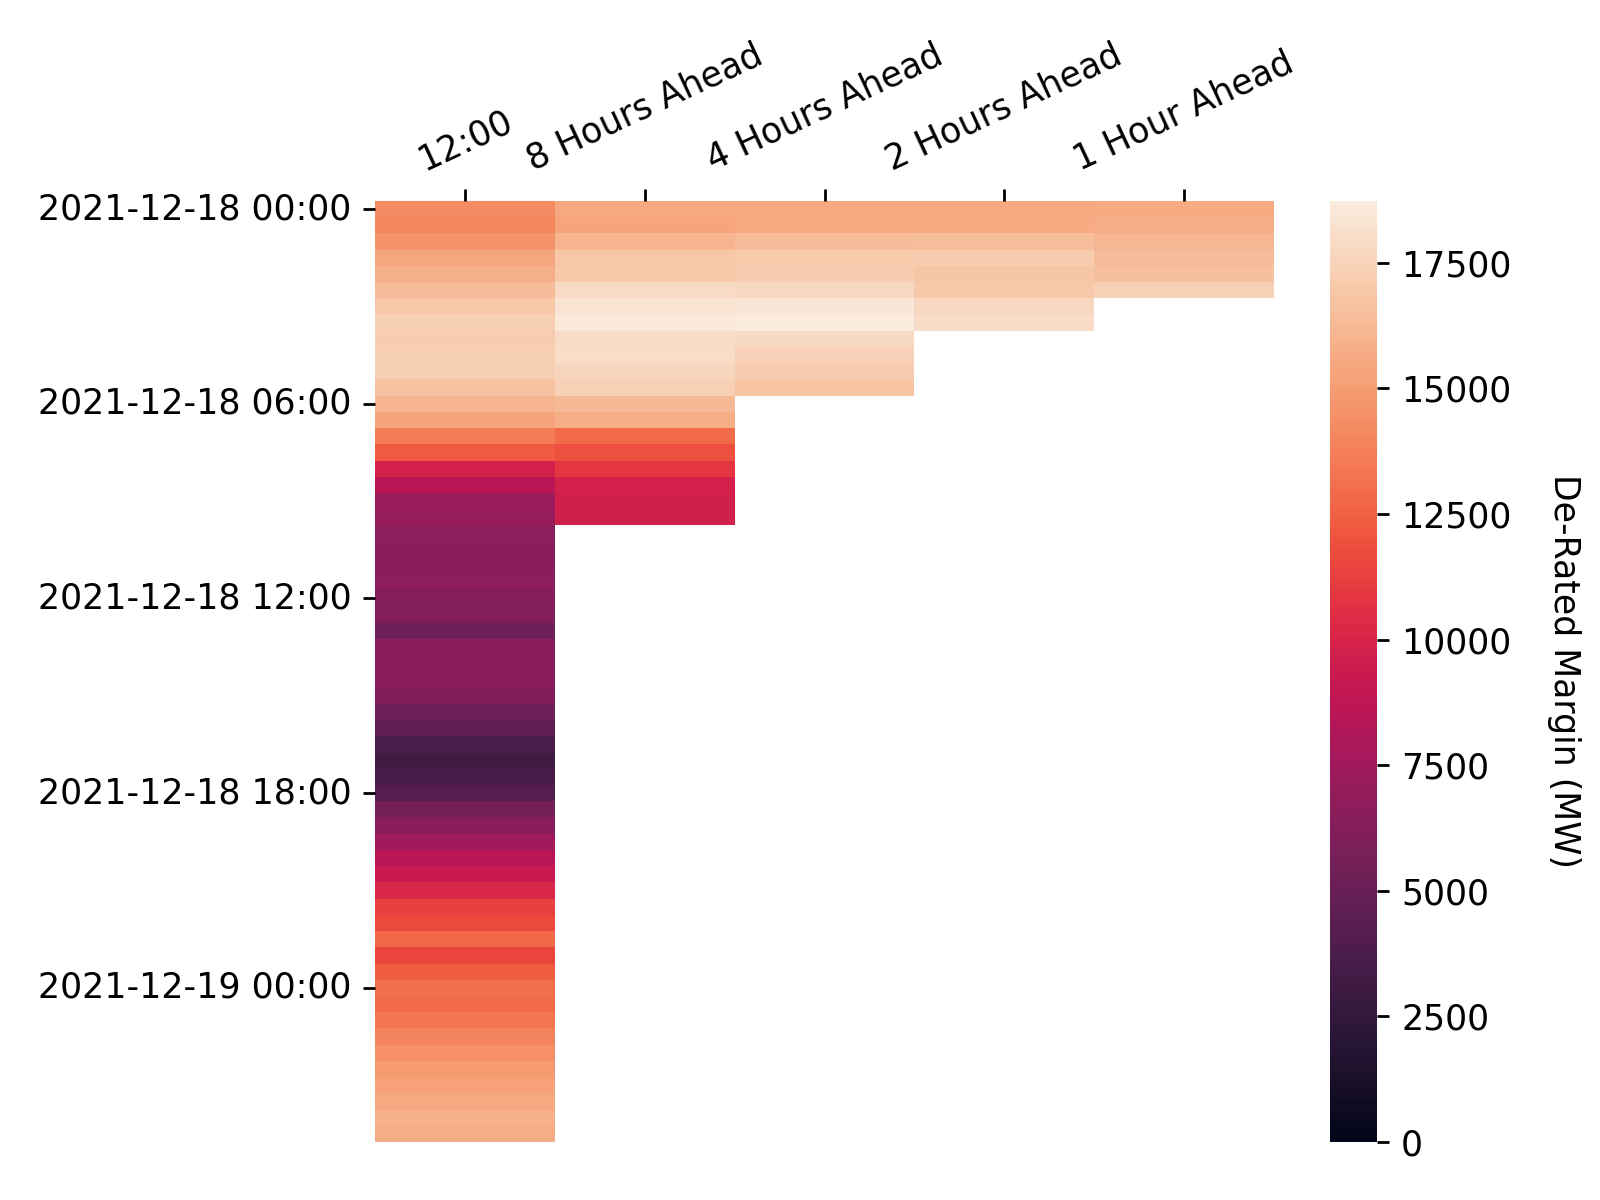 12:00
8 Hours Ahead
4 Hours Ahead
2 Hours Ahead
1 Hour Ahead
2021-12-18 00:00
2021-12-18 06:00
2021-12-18 12:00
2021-12-18 18:00
2021-12-19 00:00
17500
15000
12500
10000
7500
5000
2500
0
De-Rated Margin (MW)